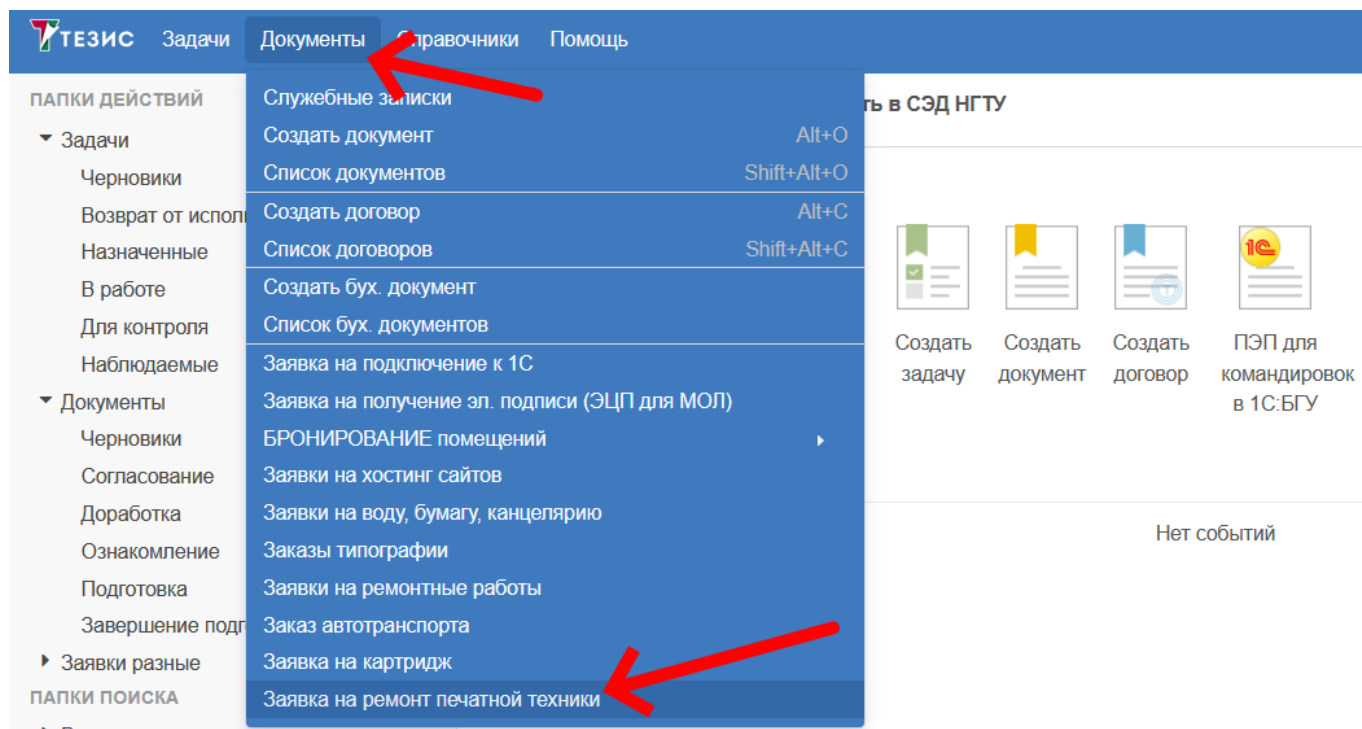 ТЕЗИС Задачи Документы Справочники Помощь
ПАПКИ ДЕЙСТВИЙ
Задачи
Черновики
Возврат от
Назначенные
В работе
Для контроля
Наблюдаемые
Документы
Черновики
Согласование
Доработка
Ознакомление
Подготовка
Завершение
Заявки разные
ПАПКИ ПОИСКА
Служебные записки
Создать документ Alt+O
Список документов Shift+Alt+O
Создать договор Alt+C
Список договоров Shift+Alt+C
Создать бух. документ
Список бух. документов
Заявка на подключение к 1С
Заявка на получение эл. подписи (ЭЦП для МОЛ)
БРОНИРОВАНИЕ помещений
Заявки на хостинг сайтов
Заявки на воду, бумагу, канцелярию
Заказы типографии
Заявки на ремонтные работы
Заказ автотранспорта
Заявка на картридж
Заявка на ремонт печатной техники
в СЭД НГТУ
1С
Создать задачу
Создать документ
Создать договор
ПЭП для командировок в 1С:БГУ
Нет событий